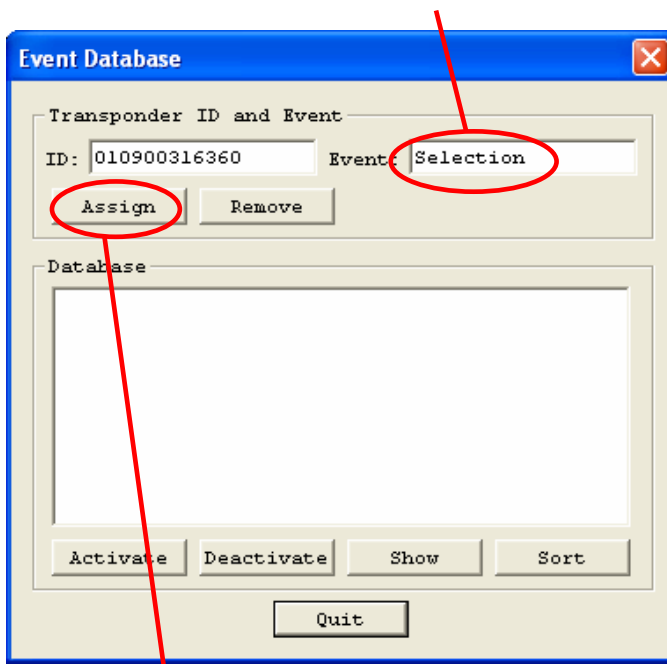 Event Database
Transponder ID and Event
ID: 010900316360 Event: Selection
Assign Remove
Database
Activate Deactivate Show Sort
Quit